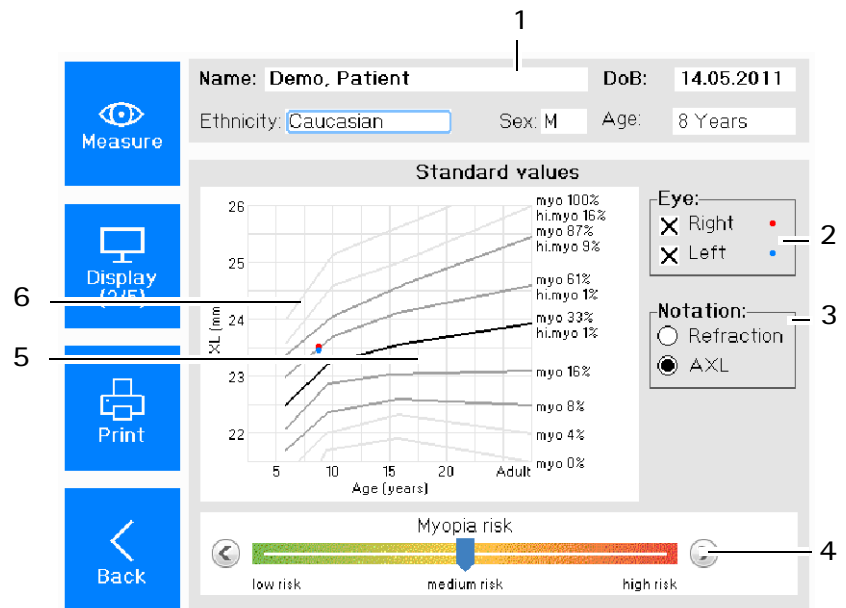 1
Name: Demo, Patient DoB: 14.05.2011
Ethnicity: Caucasian Sex: M Age: 8 Years
Measure
Display
Print
Back
Standard values
26
25
24
23
22
5 10 15 20 Adult
Age (years)
myo 100%
hi.myo 16%
myo 87%
hi.myo 9%
myo 61%
hi.myo 1%
myo 33%
hi.myo 1%
myo 16%
myo 8%
myo 4%
myo 0%
Eye:
Right
Left
2
Notation:
Refraction
AXL
3
6
5
Myopia risk
low risk medium risk high risk
4